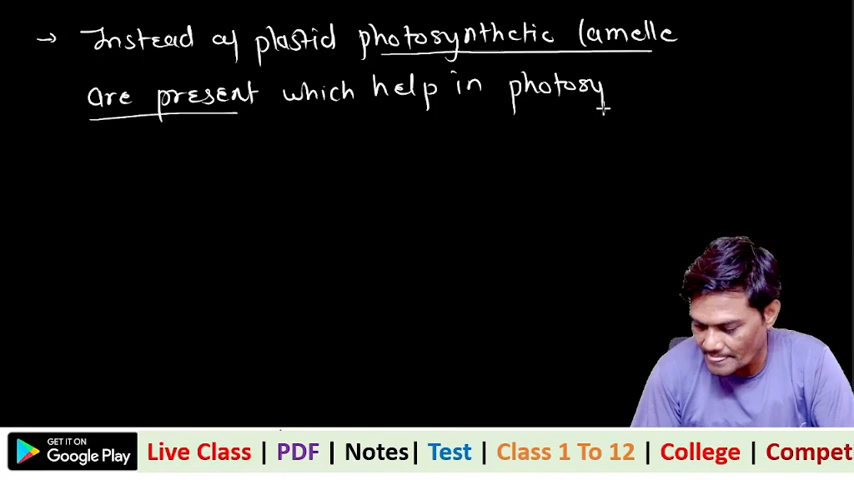 → Instead of plastid photosynthetic lamelle
are present which help in photosy
GET IT ON
Google Play
Live Class | PDF | Notes| Test | Class 1 To 12 | College | Compet